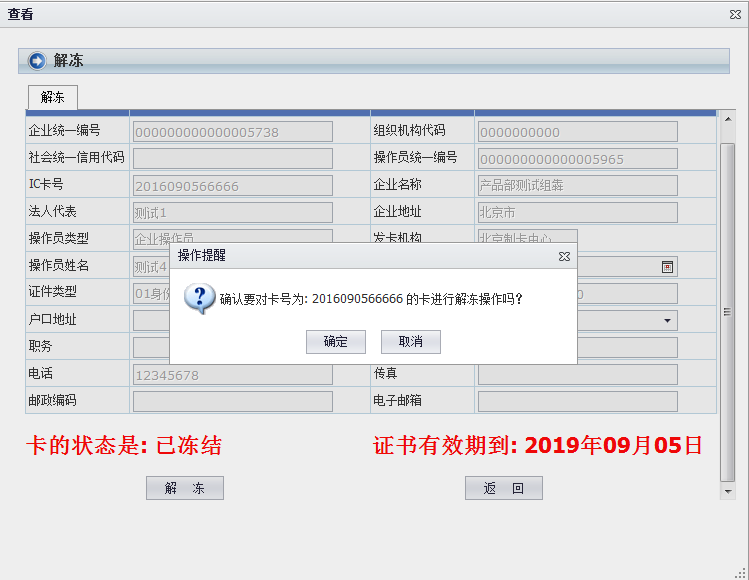 查看
解冻
解冻
企业统一编号 000000000000005738 组织机构代码 0000000000
社会统一信用代码 操作员统一编号 000000000000005965
IC卡号 2016090566666 企业名称 产品部测试组犇
法人代表 测试1 企业地址 北京市
操作员类型 企业操作员 发卡机构 北京制卡中心
操作提醒
操作员姓名 测试4
证件类型 01身份 0
确认要对卡号为: 2016090566666 的卡进行解冻操作吗?
户口地址
确定 取消
职务
电话 12345678 传真
邮政编码 电子邮箱
卡的状态是: 已冻结 证书有效期到: 2019年09月05日
解 冻 返 回